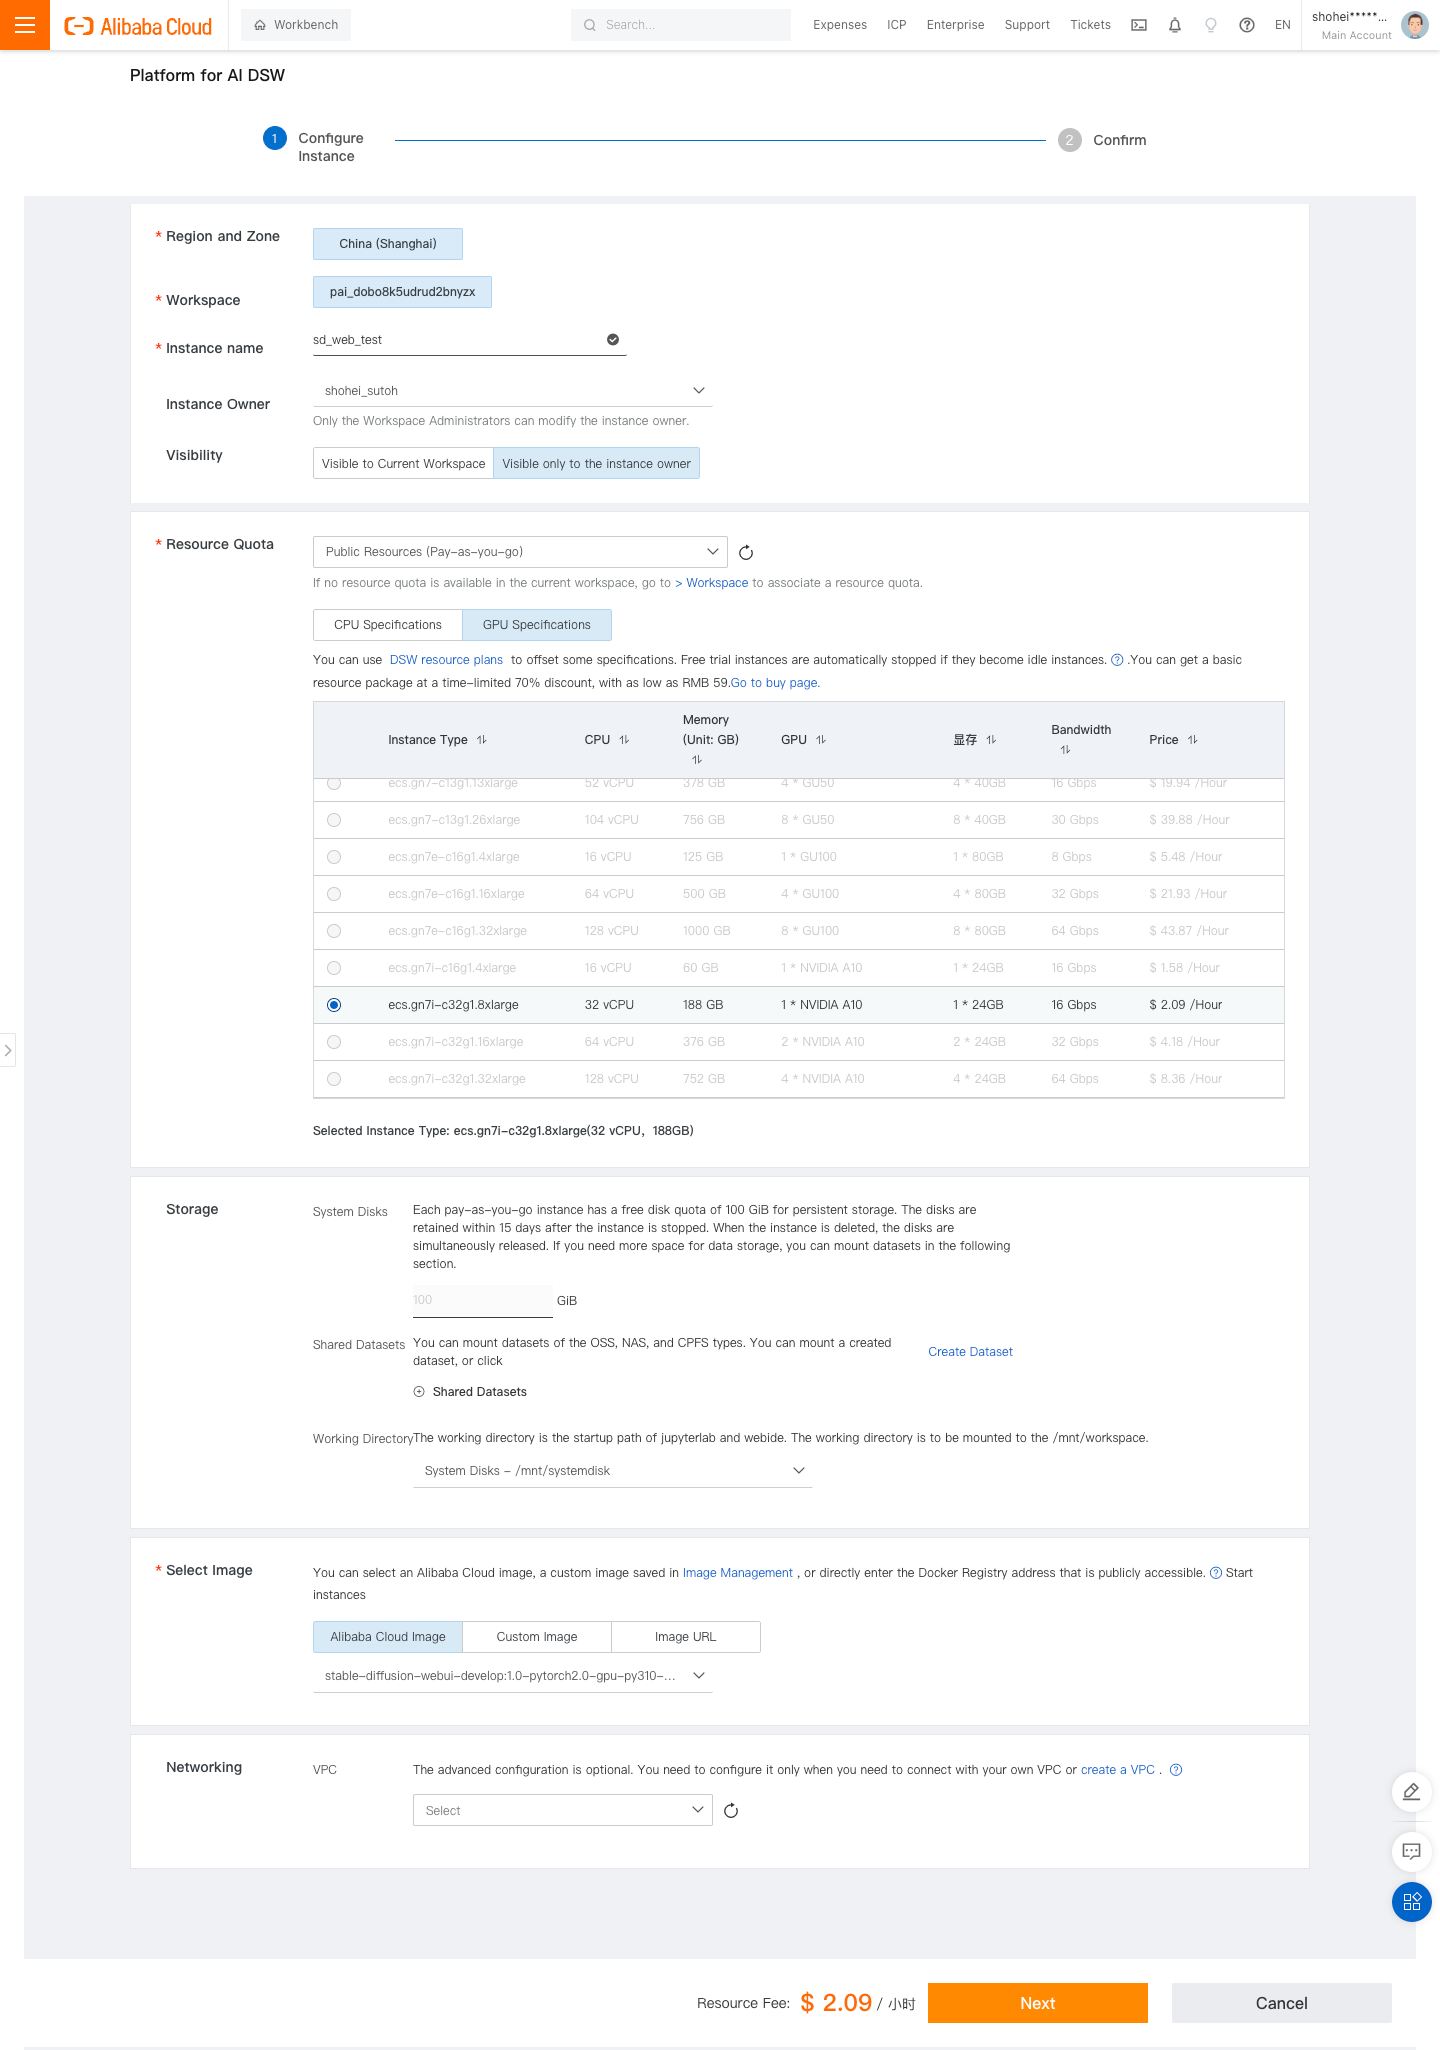 Alibaba Cloud
Workbench
Search...
Expenses ICP Enterprise Support Tickets EN
shohei*****...
Main Account
Platform for AI DSW
1 Configure Instance
2 Confirm
* Region and Zone
China (Shanghai)
* Workspace
pai_dobo8k5udrud2bnyzx
* Instance name
sd_web_test
Instance Owner
shohei_sutoh
Only the Workspace Administrators can modify the instance owner.
Visibility
Visible to Current Workspace Visible only to the instance owner
* Resource Quota
Public Resources (Pay-as-you-go)
If no resource quota is available in the current workspace, go to > Workspace to associate a resource quota.
CPU Specifications GPU Specifications
You can use DSW resource plans to offset some specifications. Free trial instances are automatically stopped if they become idle instances. .You can get a basic
resource package at a time-limited 70% discount, with as low as RMB 59.Go to buy page.
Instance Type CPU Memory (Unit: GB) GPU 显存 Bandwidth Price
ecs.gn7-c13g1.13xlarge 52 vCPU 378 GB 4 * GU50 4 * 40GB 16 Gbps $ 19.94 /Hour
ecs.gn7-c13g1.26xlarge 104 vCPU 756 GB 8 * GU50 8 * 40GB 30 Gbps $ 39.88 /Hour
ecs.gn7e-c16g1.4xlarge 16 vCPU 125 GB 1 * GU100 1 * 80GB 8 Gbps $ 5.48 /Hour
ecs.gn7e-c16g1.16xlarge 64 vCPU 500 GB 4 * GU100 4 * 80GB 32 Gbps $ 21.93 /Hour
ecs.gn7e-c16g1.32xlarge 128 vCPU 1000 GB 8 * GU100 8 * 80GB 64 Gbps $ 43.87 /Hour
ecs.gn7i-c16g1.4xlarge 16 vCPU 60 GB 1 * NVIDIA A10 1 * 24GB 16 Gbps $ 1.58 /Hour
ecs.gn7i-c32g1.8xlarge 32 vCPU 188 GB 1 * NVIDIA A10 1 * 24GB 16 Gbps $ 2.09 /Hour
ecs.gn7i-c32g1.16xlarge 64 vCPU 376 GB 2 * NVIDIA A10 2 * 24GB 32 Gbps $ 4.18 /Hour
ecs.gn7i-c32g1.32xlarge 128 vCPU 752 GB 4 * NVIDIA A10 4 * 24GB 64 Gbps $ 8.36 /Hour
Selected Instance Type: ecs.gn7i-c32g1.8xlarge(32 vCPU, 188GB)
Storage
System Disks
Each pay-as-you-go instance has a free disk quota of 100 GiB for persistent storage. The disks are
retained within 15 days after the instance is stopped. When the instance is deleted, the disks are
simultaneously released. If you need more space for data storage, you can mount datasets in the following
section.
100 GiB
Shared Datasets
You can mount datasets of the OSS, NAS, and CPFS types. You can mount a created
dataset, or click
Create Dataset
Shared Datasets
Working Directory
The working directory is the startup path of jupyterlab and webide. The working directory is to be mounted to the /mnt/workspace.
System Disks - /mnt/systemdisk
* Select Image
You can select an Alibaba Cloud image, a custom image saved in Image Management , or directly enter the Docker Registry address that is publicly accessible. Start
instances
Alibaba Cloud Image Custom Image Image URL
stable-diffusion-webui-develop:1.0-pytorch2.0-gpu-py310-...
Networking
VPC
The advanced configuration is optional. You need to configure it only when you need to connect with your own VPC or create a VPC .
Select
Resource Fee: $ 2.09 / 小时
Next
Cancel